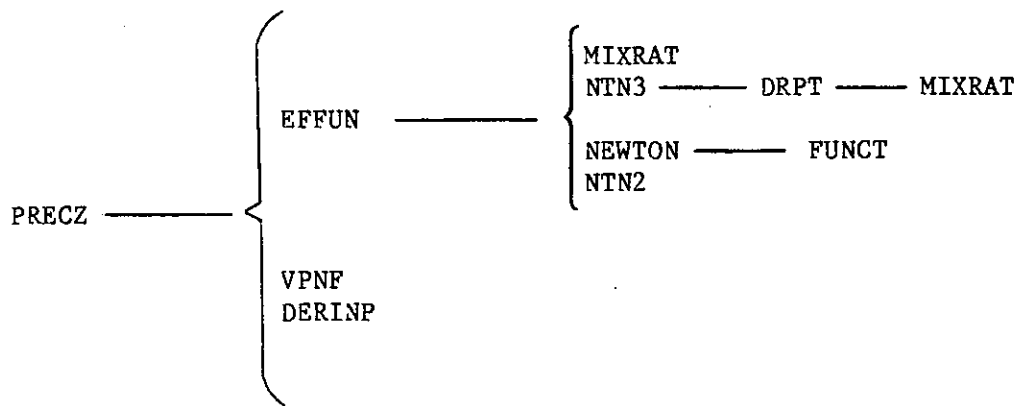 MIXRAT
NTN3 DRPT MIXRAT
EFFUN
NEWTON FUNCT
NTN2
PRECZ
VPNF
DERINP